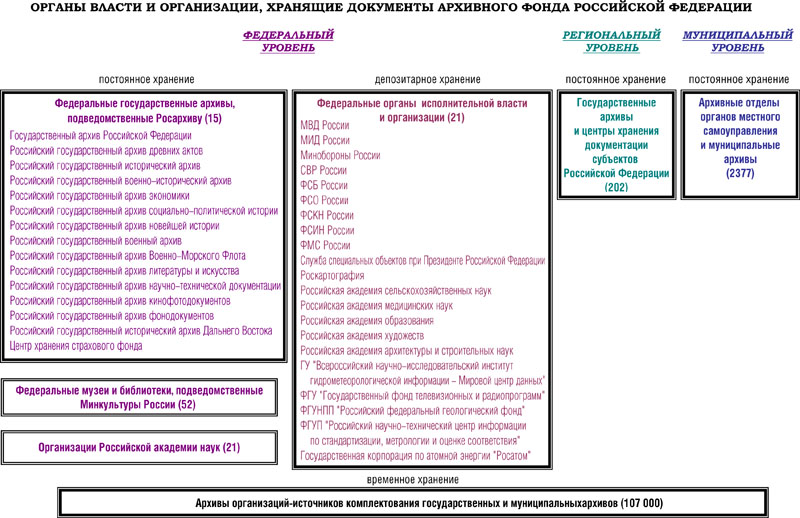 ОРГАНЫ ВЛАСТИ И ОРГАНИЗАЦИИ, ХРАНЯЩИЕ ДОКУМЕНТЫ АРХИВНОГО ФОНДА РОССИЙСКОЙ ФЕДЕРАЦИИ
ФЕДЕРАЛЬНЫЙ
УРОВЕНЬ
РЕГИОНАЛЬНЫЙ
УРОВЕНЬ
МУНИЦИПАЛЬНЫЙ
УРОВЕНЬ
постоянное хранение
Федеральные государственные архивы,
подведомственные Росархиву (15)
Государственный архив Российской Федерации
Российский государственный архив древних актов
Российский государственный исторический архив
Российский государственный военно-исторический архив
Российский государственный архив экономики
Российский государственный архив социально-политической истории
Российский государственный архив новейшей истории
Российский государственный военный архив
Российский государственный архив Военно-Морского Флота
Российский государственный архив литературы и искусства
Российский государственный архив научно-технической документации
Российский государственный архив кинофотодокументов
Российский государственный архив фонодокументов
Российский государственный исторический архив Дальнего Востока
Центр хранения страхового фонда
Федеральные музеи и библиотеки, подведомственные
Минкультуры России (52)
Организации Российской академии наук (21)
депозитарное хранение
Федеральные органы исполнительной власти
и организации (21)
МВД России
МИД России
Минобороны России
СВР России
ФСБ России
ФСО России
ФСКН России
ФСИН России
ФМС России
Служба специальных объектов при Президенте Российской Федерации
Роскартография
Российская академия сельскохозяйственных наук
Российская академия медицинских наук
Российская академия образования
Российская академия художеств
Российская академия архитектуры и строительных наук
ГУ "Всероссийский научно-исследовательский институт
гидрометеорологической информации – Мировой центр данных"
ФГУ "Государственный фонд телевизионных и радиопрограмм"
ФГУНПП "Российский федеральный геологический фонд"
ФГУП "Российский научно-технический центр информации
по стандартизации, метрологии и оценке соответствия"
Государственная корпорация по атомной энергии "Росатом"
постоянное хранение
Государственные
архивы
и центры хранения
документации
субъектов
Российской Федерации
(202)
постоянное хранение
Архивные отделы
органов местного
самоуправления
и муниципальные
архивы
(2377)
временное хранение
Архивы организаций-источников комплектования государственных и муниципальныхархивов (107 000)